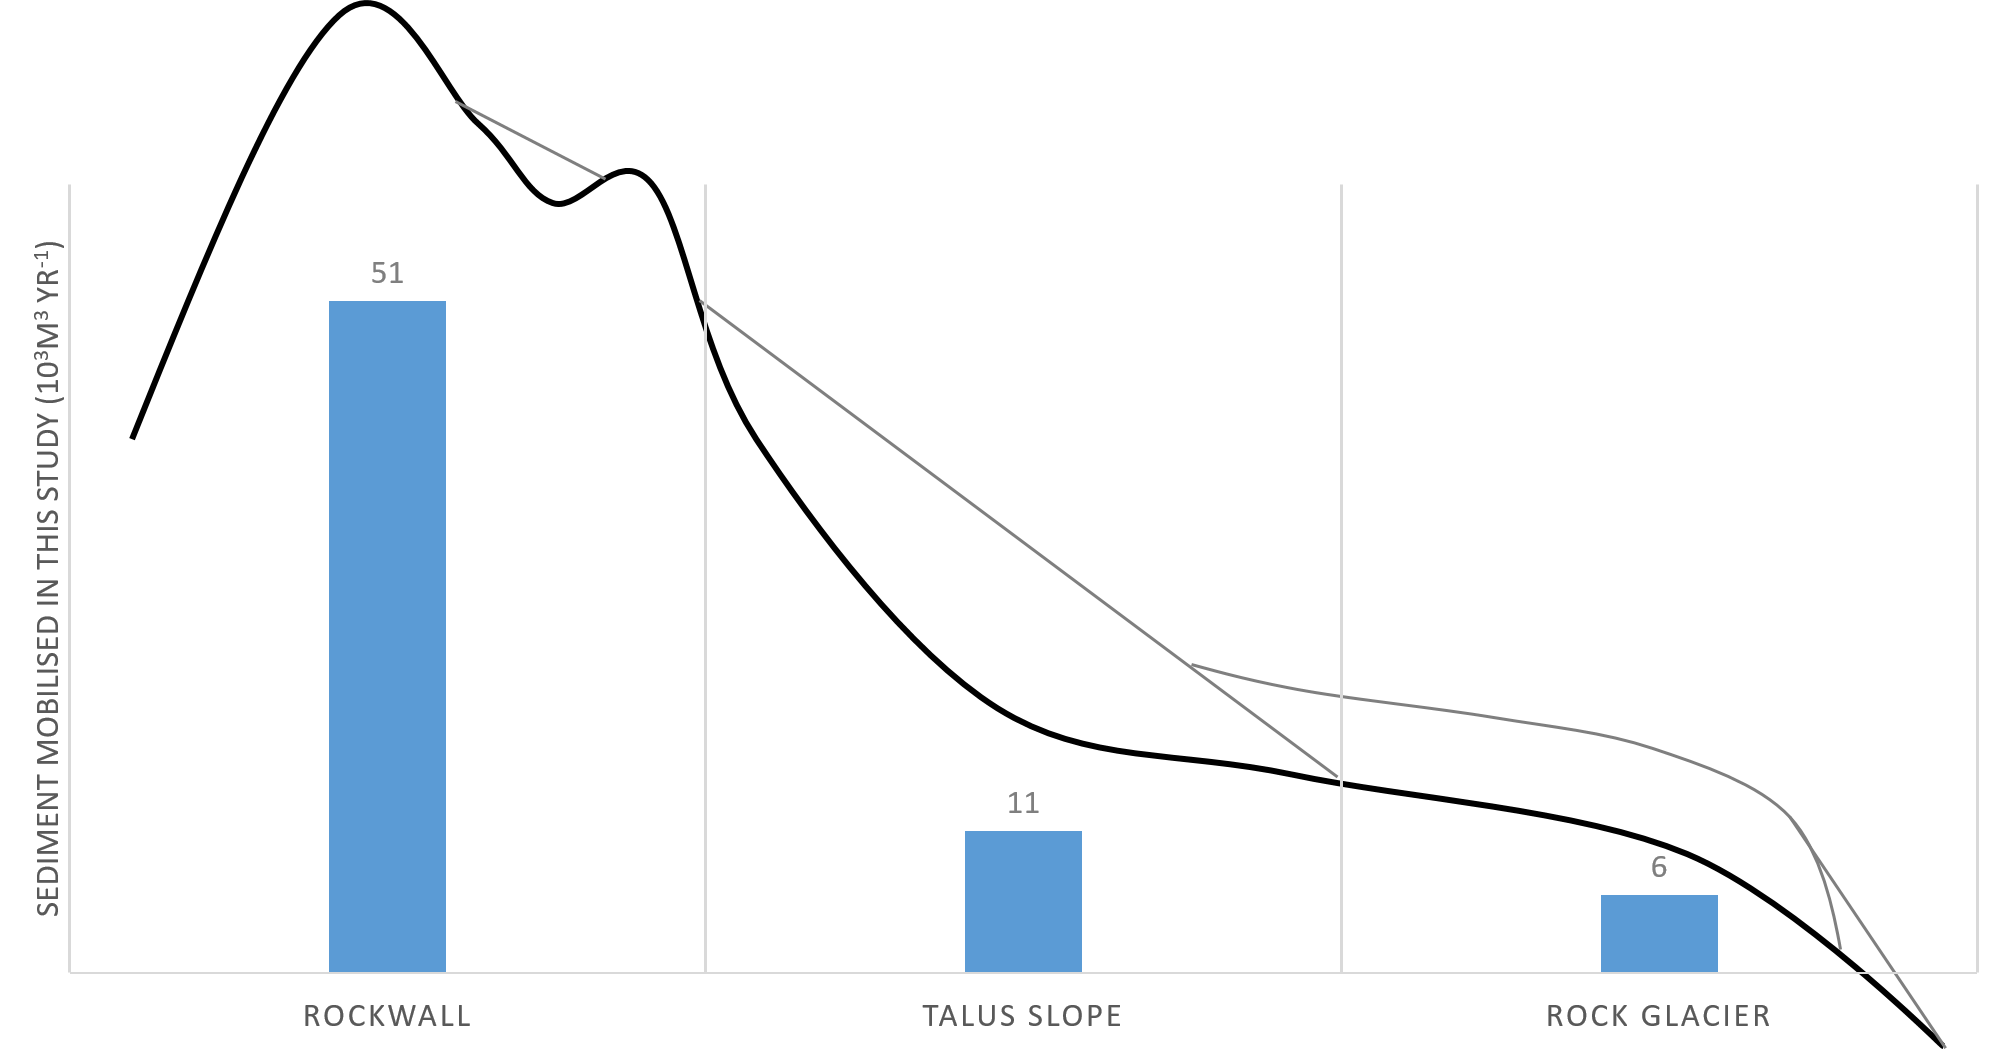 SEDIMENT MOBILISED IN THIS STUDY (10³M³ YR⁻¹)
51
11
6
ROCKWALL
TALUS SLOPE
ROCK GLACIER